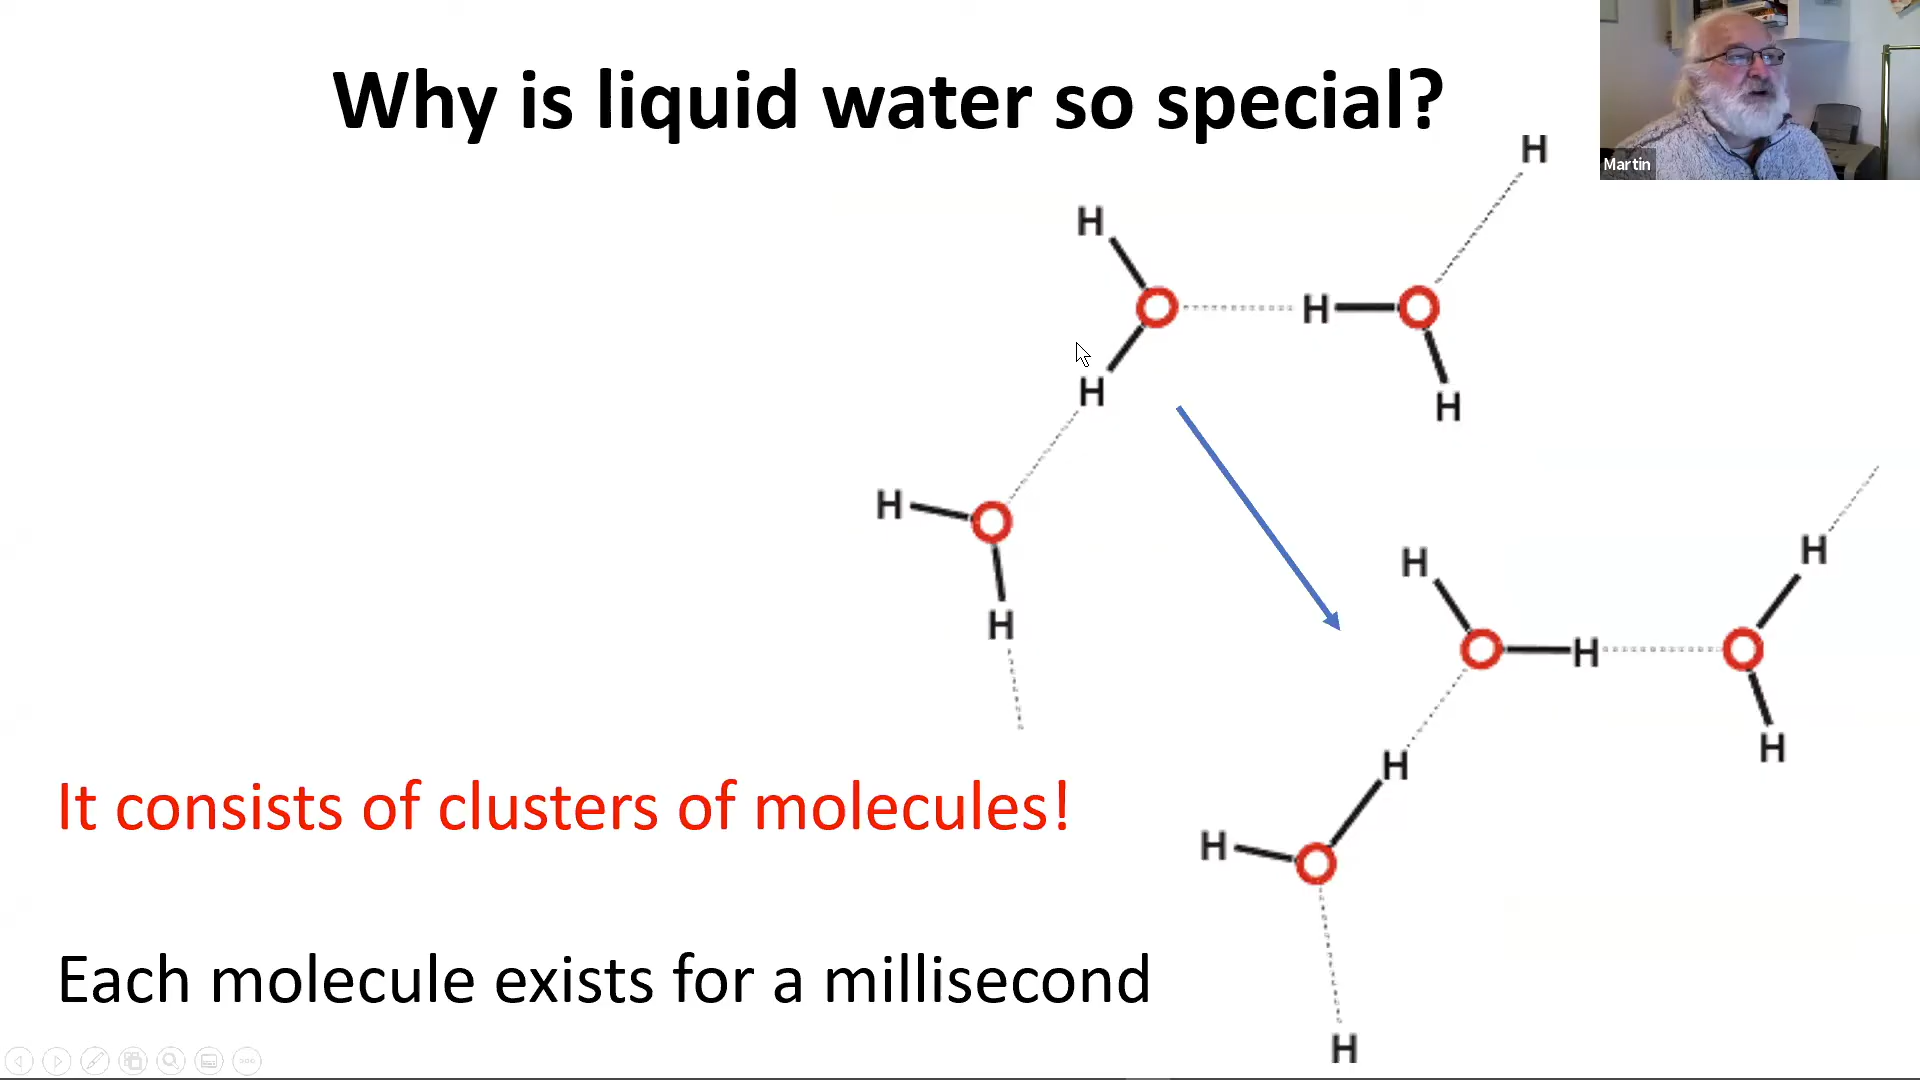 Why is liquid water so special?
Martin
H
H
O
H
O
H
H
H
O
H
H
H
O
H
O
H
H
H
O
H
It consists of clusters of molecules!
Each molecule exists for a millisecond